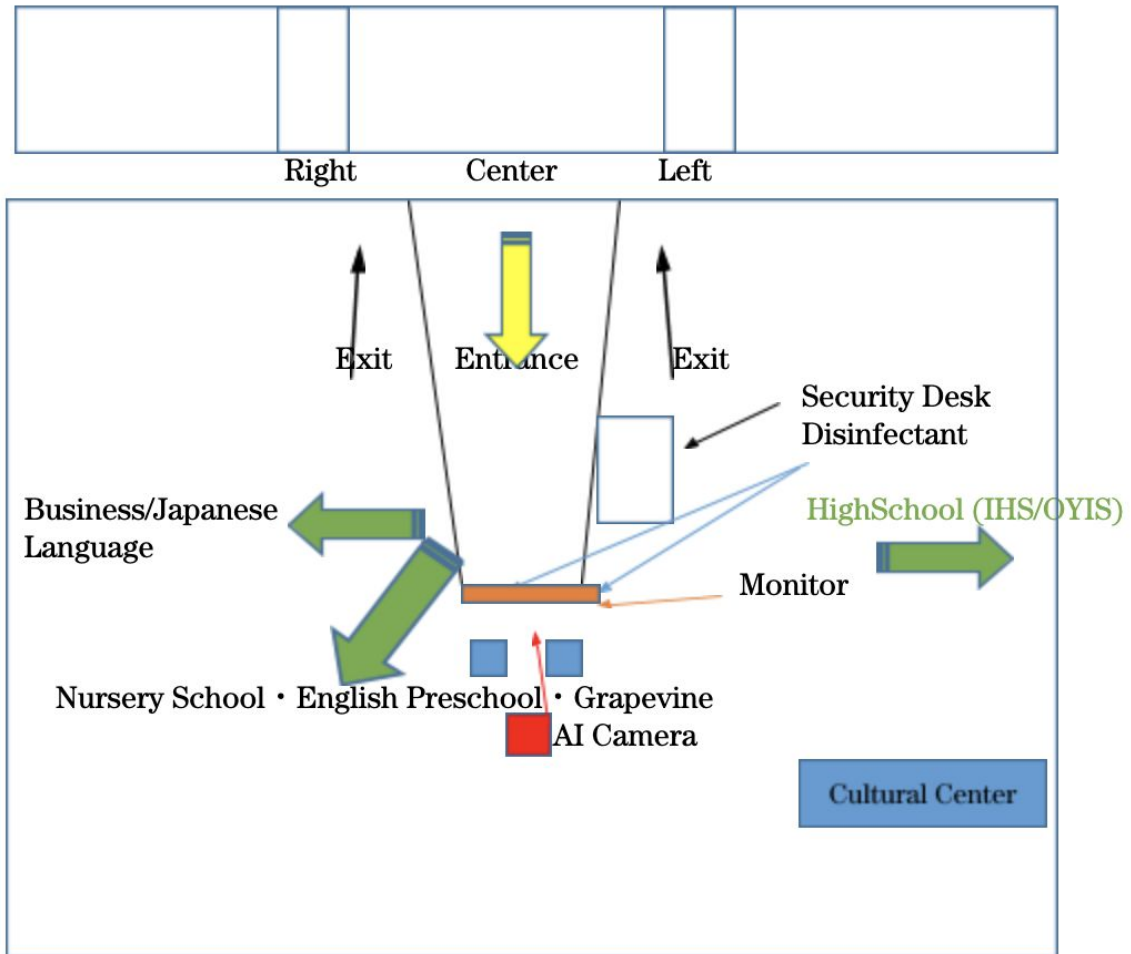 Right
Center
Left
Exit
Entrance
Exit
Security Desk
Disinfectant
Business/Japanese
Language
HighSchool (IHS/OYIS)
Monitor
Nursery School・English Preschool・Grapevine
AI Camera
Cultural Center